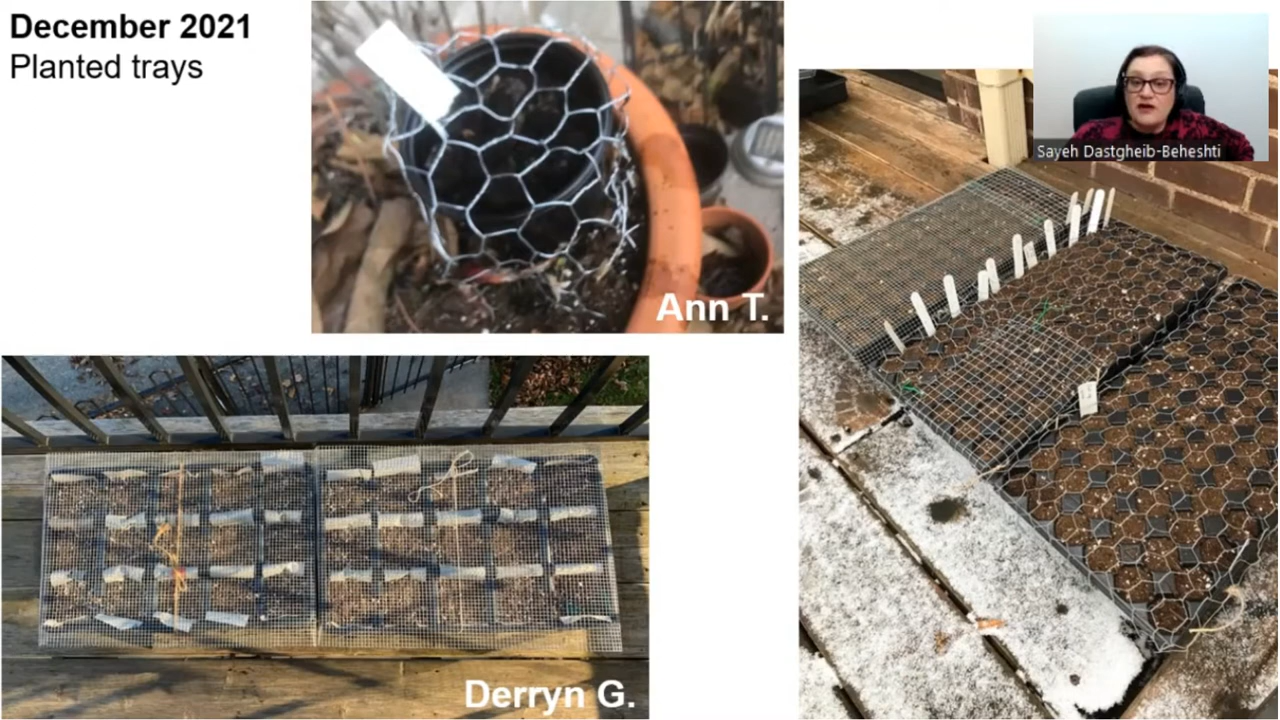 December 2021
Planted trays
Ann T.
Sayeh Dastgheib-Beheshti
Derryn G.